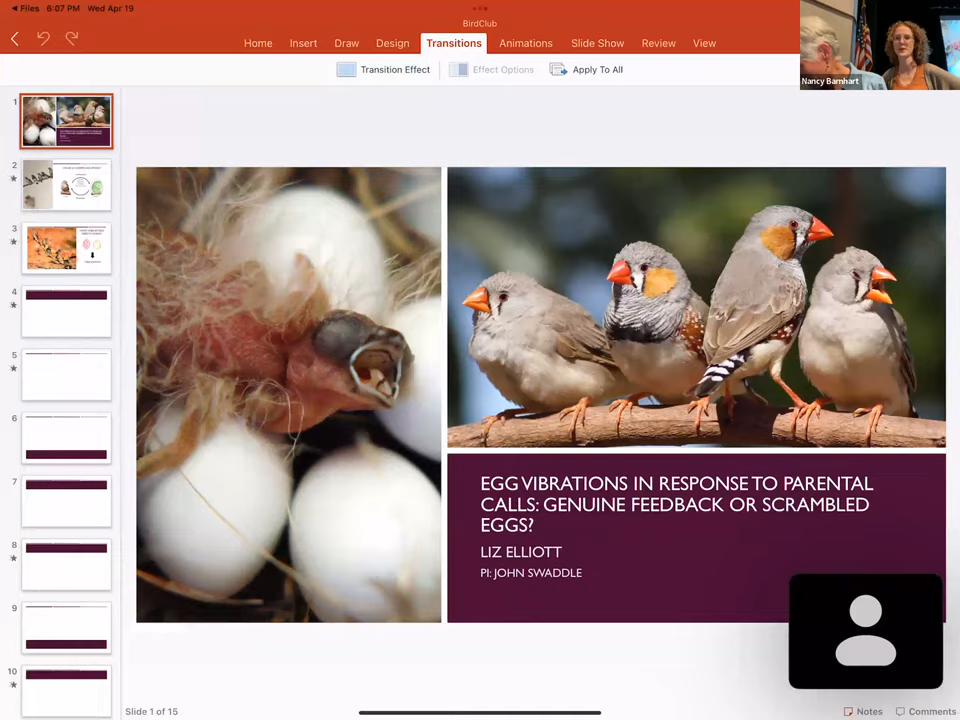 Files 6:07 PM Wed Apr 19
BirdClub
Home Insert Draw Design Transitions Animations Slide Show Review View
Transition Effect Effect Options Apply To All
Nancy Barnhart
1
2
3
4
5
6
7
8
9
10
EGG VIBRATIONS IN RESPONSE TO PARENTAL
CALLS: GENUINE FEEDBACK OR SCRAMBLED
EGGS?
LIZ ELLIOTT
PI: JOHN SWADDLE
Slide 1 of 15
Notes Comments